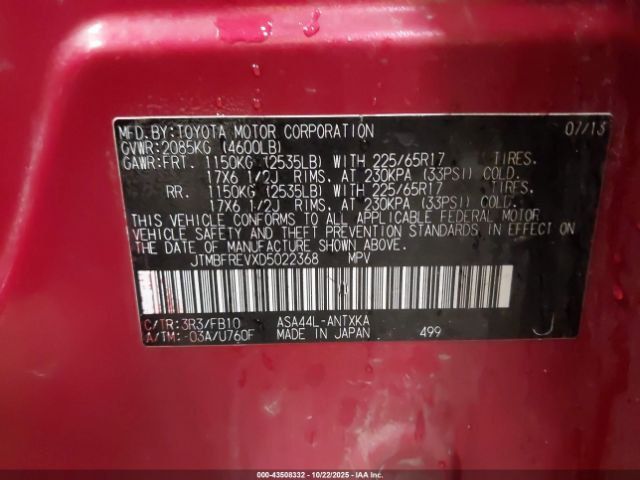 MFD.BY:TOYOTA MOTOR CORPORATION 07/13
GVWR:2085KG (4600LB)
GAWR:FRT. 1150KG (2535LB) WITH 225/65R17 TIRES.
17X6 1/2J RIMS, AT 230KPA (33PSI) COLD.
RR. 1150KG (2535LB) WITH 225/65R17 TIRES.
17X6 1/2J RIMS, AT 230KPA (33PSI) COLD.
THIS VEHICLE CONFORMS TO ALL APPLICABLE FEDERAL MOTOR
VEHICLE SAFETY AND THEFT PREVENTION STANDARDS IN EFFECT ON
THE DATE OF MANUFACTURE SHOWN ABOVE.
JTMBFREVXD5022368 MPV
C/TR:3R3/FB10 ASA44L-ANTXKA J
A/TM:-03A/U760F MADE IN JAPAN 499
000-43508332 | 10/22/2025 | IAA Inc.